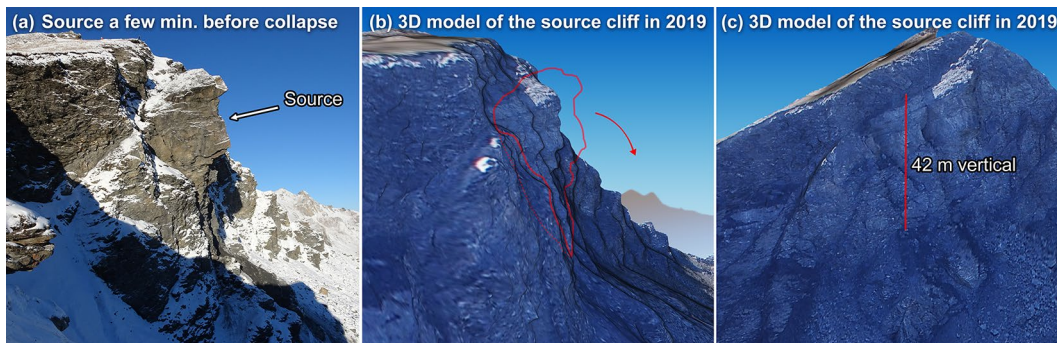 (a) Source a few min. before collapse
Source
(b) 3D model of the source cliff in 2019
(c) 3D model of the source cliff in 2019
42 m vertical